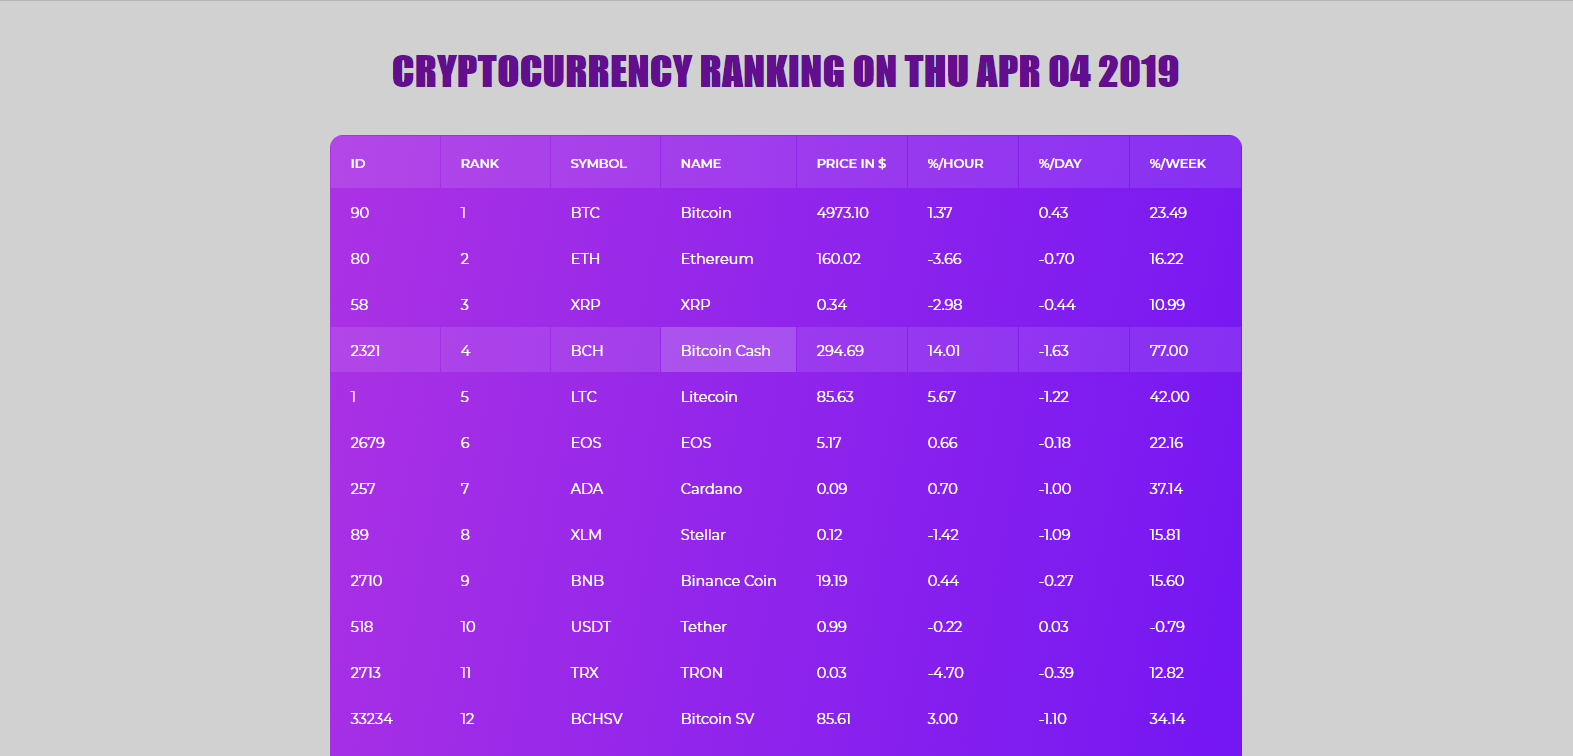 CRYPTOCURRENCY RANKING ON THU APR 04 2019
ID RANK SYMBOL NAME PRICE IN $ %/HOUR %/DAY %/WEEK
90 1 BTC Bitcoin 4973.10 1.37 0.43 23.49
80 2 ETH Ethereum 160.02 -3.66 -0.70 16.22
58 3 XRP XRP 0.34 -2.98 -0.44 10.99
2321 4 BCH Bitcoin Cash 294.69 14.01 -1.63 77.00
1 5 LTC Litecoin 85.63 5.67 -1.22 42.00
2679 6 EOS EOS 5.17 0.66 -0.18 22.16
257 7 ADA Cardano 0.09 0.70 -1.00 37.14
89 8 XLM Stellar 0.12 -1.42 -1.09 15.81
2710 9 BNB Binance Coin 19.19 0.44 -0.27 15.60
518 10 USDT Tether 0.99 -0.22 0.03 -0.79
2713 11 TRX TRON 0.03 -4.70 -0.39 12.82
33234 12 BCHSV Bitcoin SV 85.61 3.00 -1.10 34.14